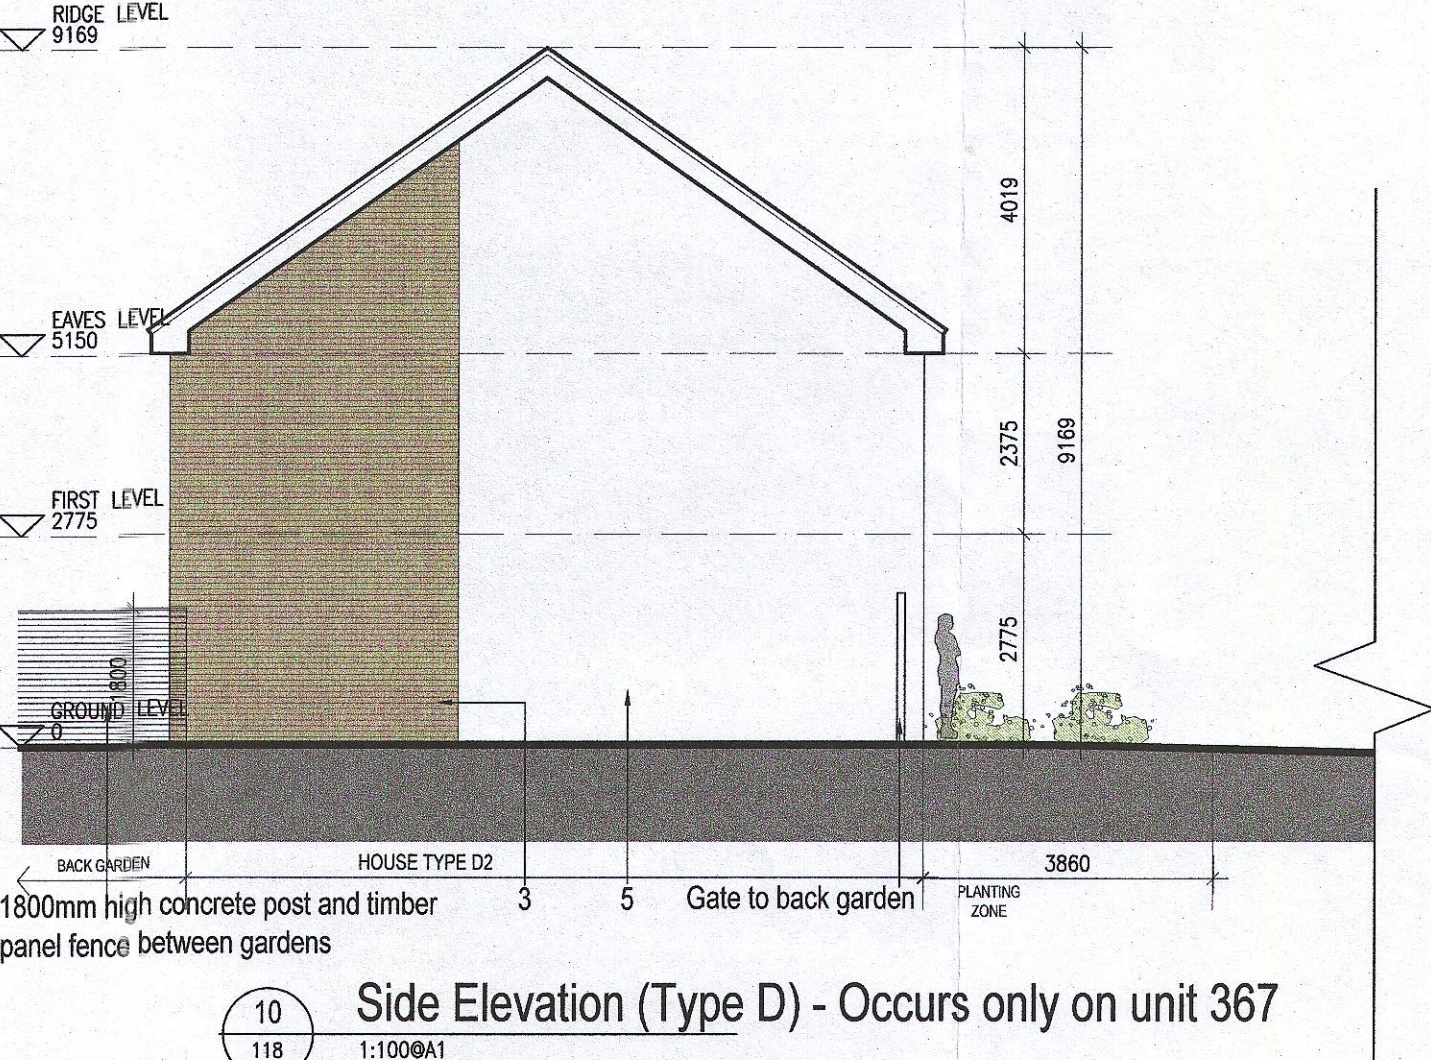 RIDGE LEVEL
9169
EAVES LEVEL
5150
FIRST LEVEL
2775
GROUND LEVEL
0
1800
4019
2375
9169
2775
BACK GARDEN
HOUSE TYPE D2
3860
PLANTING
ZONE
1800mm high concrete post and timber
panel fence between gardens
3
5
Gate to back garden
10
118
Side Elevation (Type D) - Occurs only on unit 367
1:100@A1